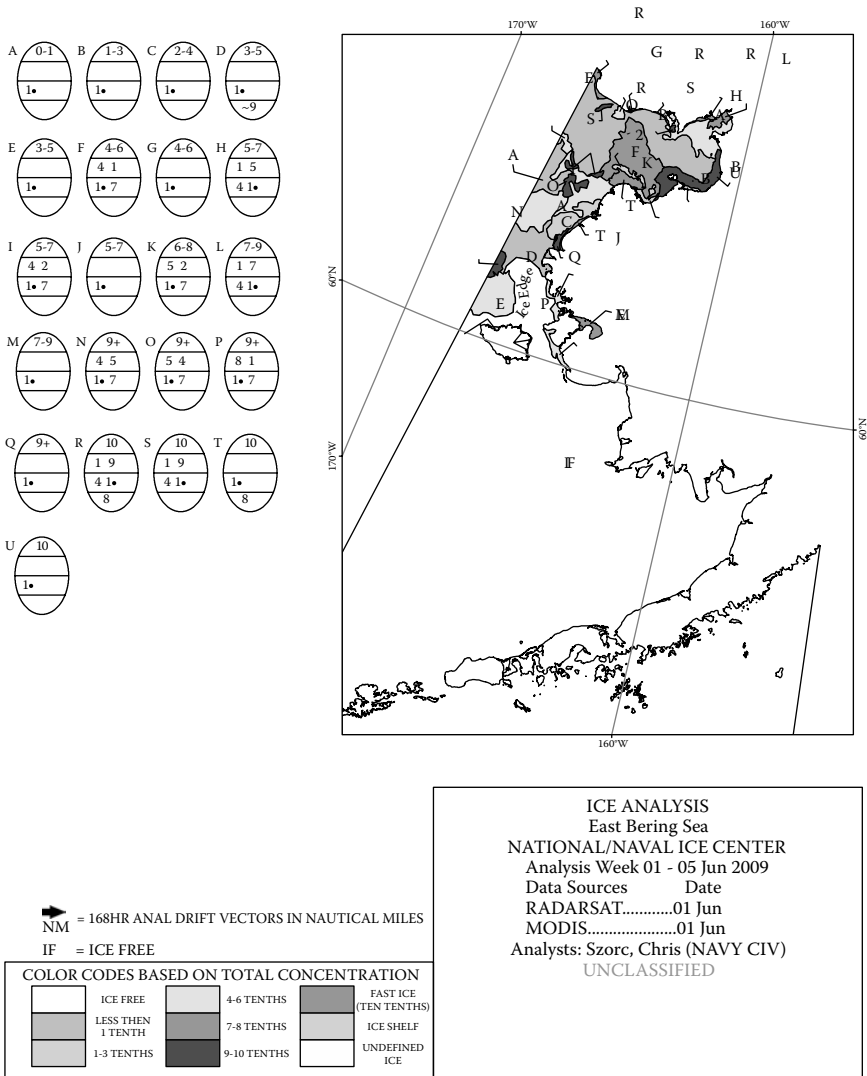 R
170°W
160°W
G R R L
A 0-1 B 1-3 C 2-4 D 3-5
1• 1• 1• 1•
~9
E 3-5 F 4-6 G 4-6 H 5-7
4 1 1 5
1• 1• 7 1• 4 1•
I 5-7 J 5-7 K 6-8 L 7-9
4 2 5 2 1 7
1• 7 1• 1• 7 4 1•
M 7-9 N 9+ O 9+ P 9+
4 5 5 4 8 1
1• 1• 7 1• 7 1• 7
Q 9+ R 10 S 10 T 10
1 9 1 9
1• 4 1• 4 1• 1•
8 8
U 10
1•
E R S H
O
S 2
A F K B
U
O A T
N C T J
D Q
Ice Edge
E P M
IF
60°N
170°W
60°N
160°W
ICE ANALYSIS
East Bering Sea
NATIONAL/NAVAL ICE CENTER
Analysis Week 01 - 05 Jun 2009
Data Sources Date
RADARSAT............01 Jun
MODIS......................01 Jun
Analysts: Szorc, Chris (NAVY CIV)
UNCLASSIFIED
NM = 168HR ANAL DRIFT VECTORS IN NAUTICAL MILES
IF = ICE FREE
COLOR CODES BASED ON TOTAL CONCENTRATION
ICE FREE
LESS THEN
1 TENTH
1-3 TENTHS
4-6 TENTHS
7-8 TENTHS
9-10 TENTHS
FAST ICE
(TEN TENTHS)
ICE SHELF
UNDEFINED
ICE